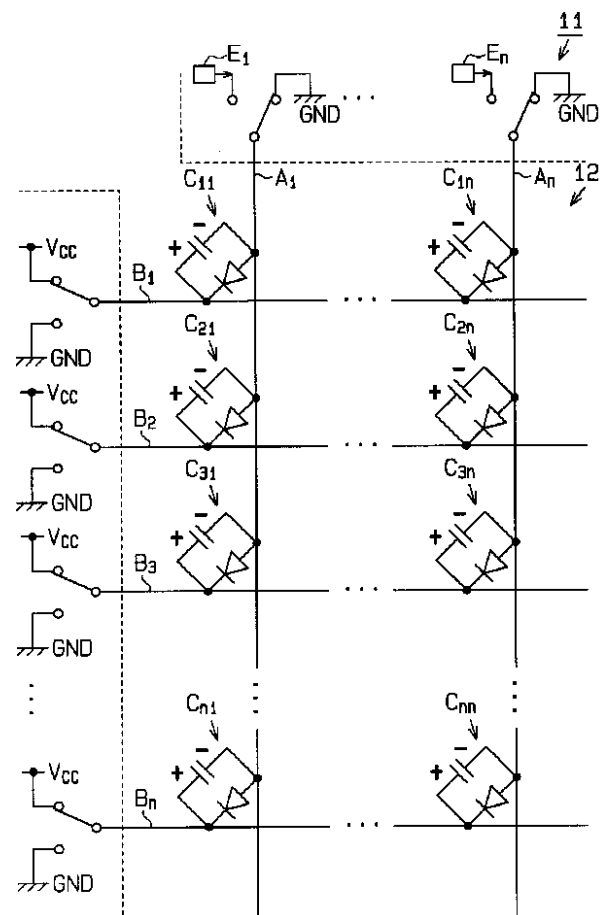 11
E1 En
GND ... GND
A1 An 12
C11 C1n
VCC + - + -
B1 ...
GND
C21 C2n
VCC + - + -
B2 ...
GND
C31 C3n
VCC + - + -
B3 ...
GND
Cn1 Cnn
VCC + - + -
Bn ...
GND